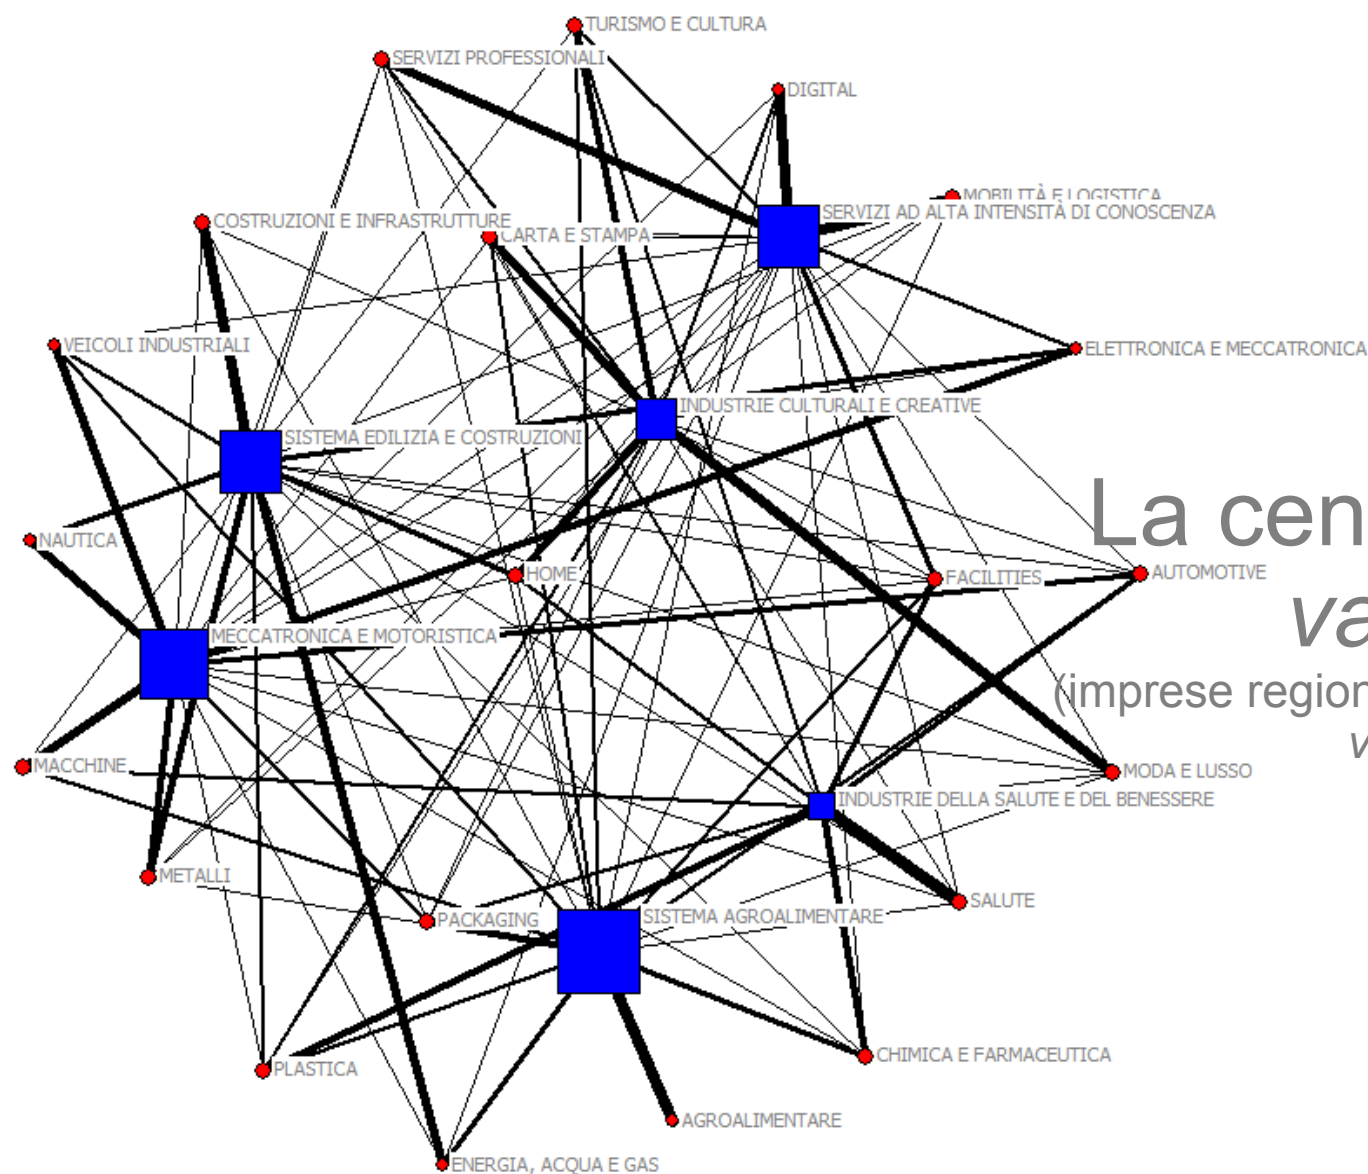 TURISMO E CULTURA
SERVIZI PROFESSIONALI
DIGITAL
MOBILITÀ E LOGISTICA
SERVIZI AD ALTA INTENSITÀ DI CONOSCENZA
COSTRUZIONI E INFRASTRUTTURE
CARTA E STAMPA
VEICOLI INDUSTRIALI
ELETTRONICA E MECCATRONICA
INDUSTRIE CULTURALI E CREATIVE
SISTEMA EDILIZIA E COSTRUZIONI
La cen
NAUTICA
HOME
FACILITIES
AUTOMOTIVE
va
MECCATRONICA E MOTORISTICA
(imprese region
v
MACCHINE
MODA E LUSSO
INDUSTRIE DELLA SALUTE E DEL BENESSERE
METALLI
SALUTE
PACKAGING
SISTEMA AGROALIMENTARE
CHIMICA E FARMACEUTICA
PLASTICA
AGROALIMENTARE
ENERGIA, ACQUA E GAS